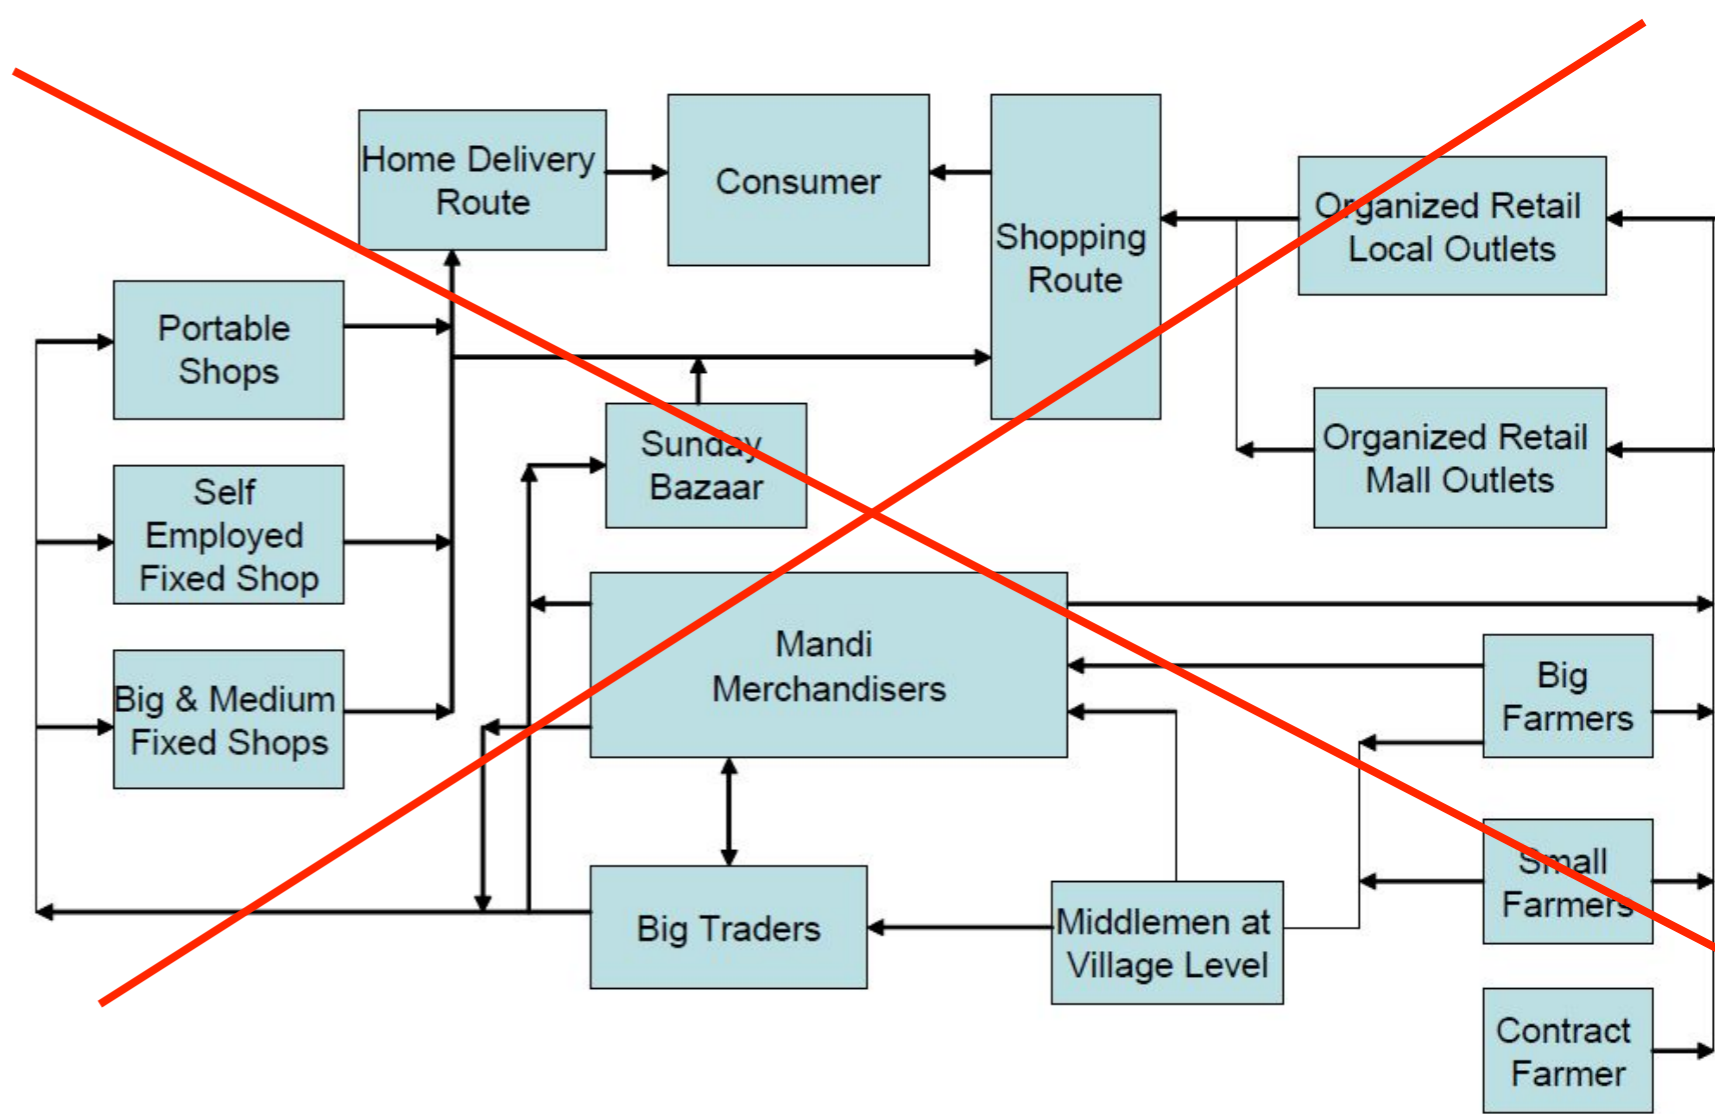 Home Delivery
Route
Consumer
Shopping
Route
Organized Retail
Local Outlets
Portable
Shops
Sunday
Bazaar
Organized Retail
Mall Outlets
Self
Employed
Fixed Shop
Mandi
Merchandisers
Big & Medium
Fixed Shops
Big
Farmers
Big Traders
Middlemen at
Village Level
Small
Farmers
Contract
Farmer